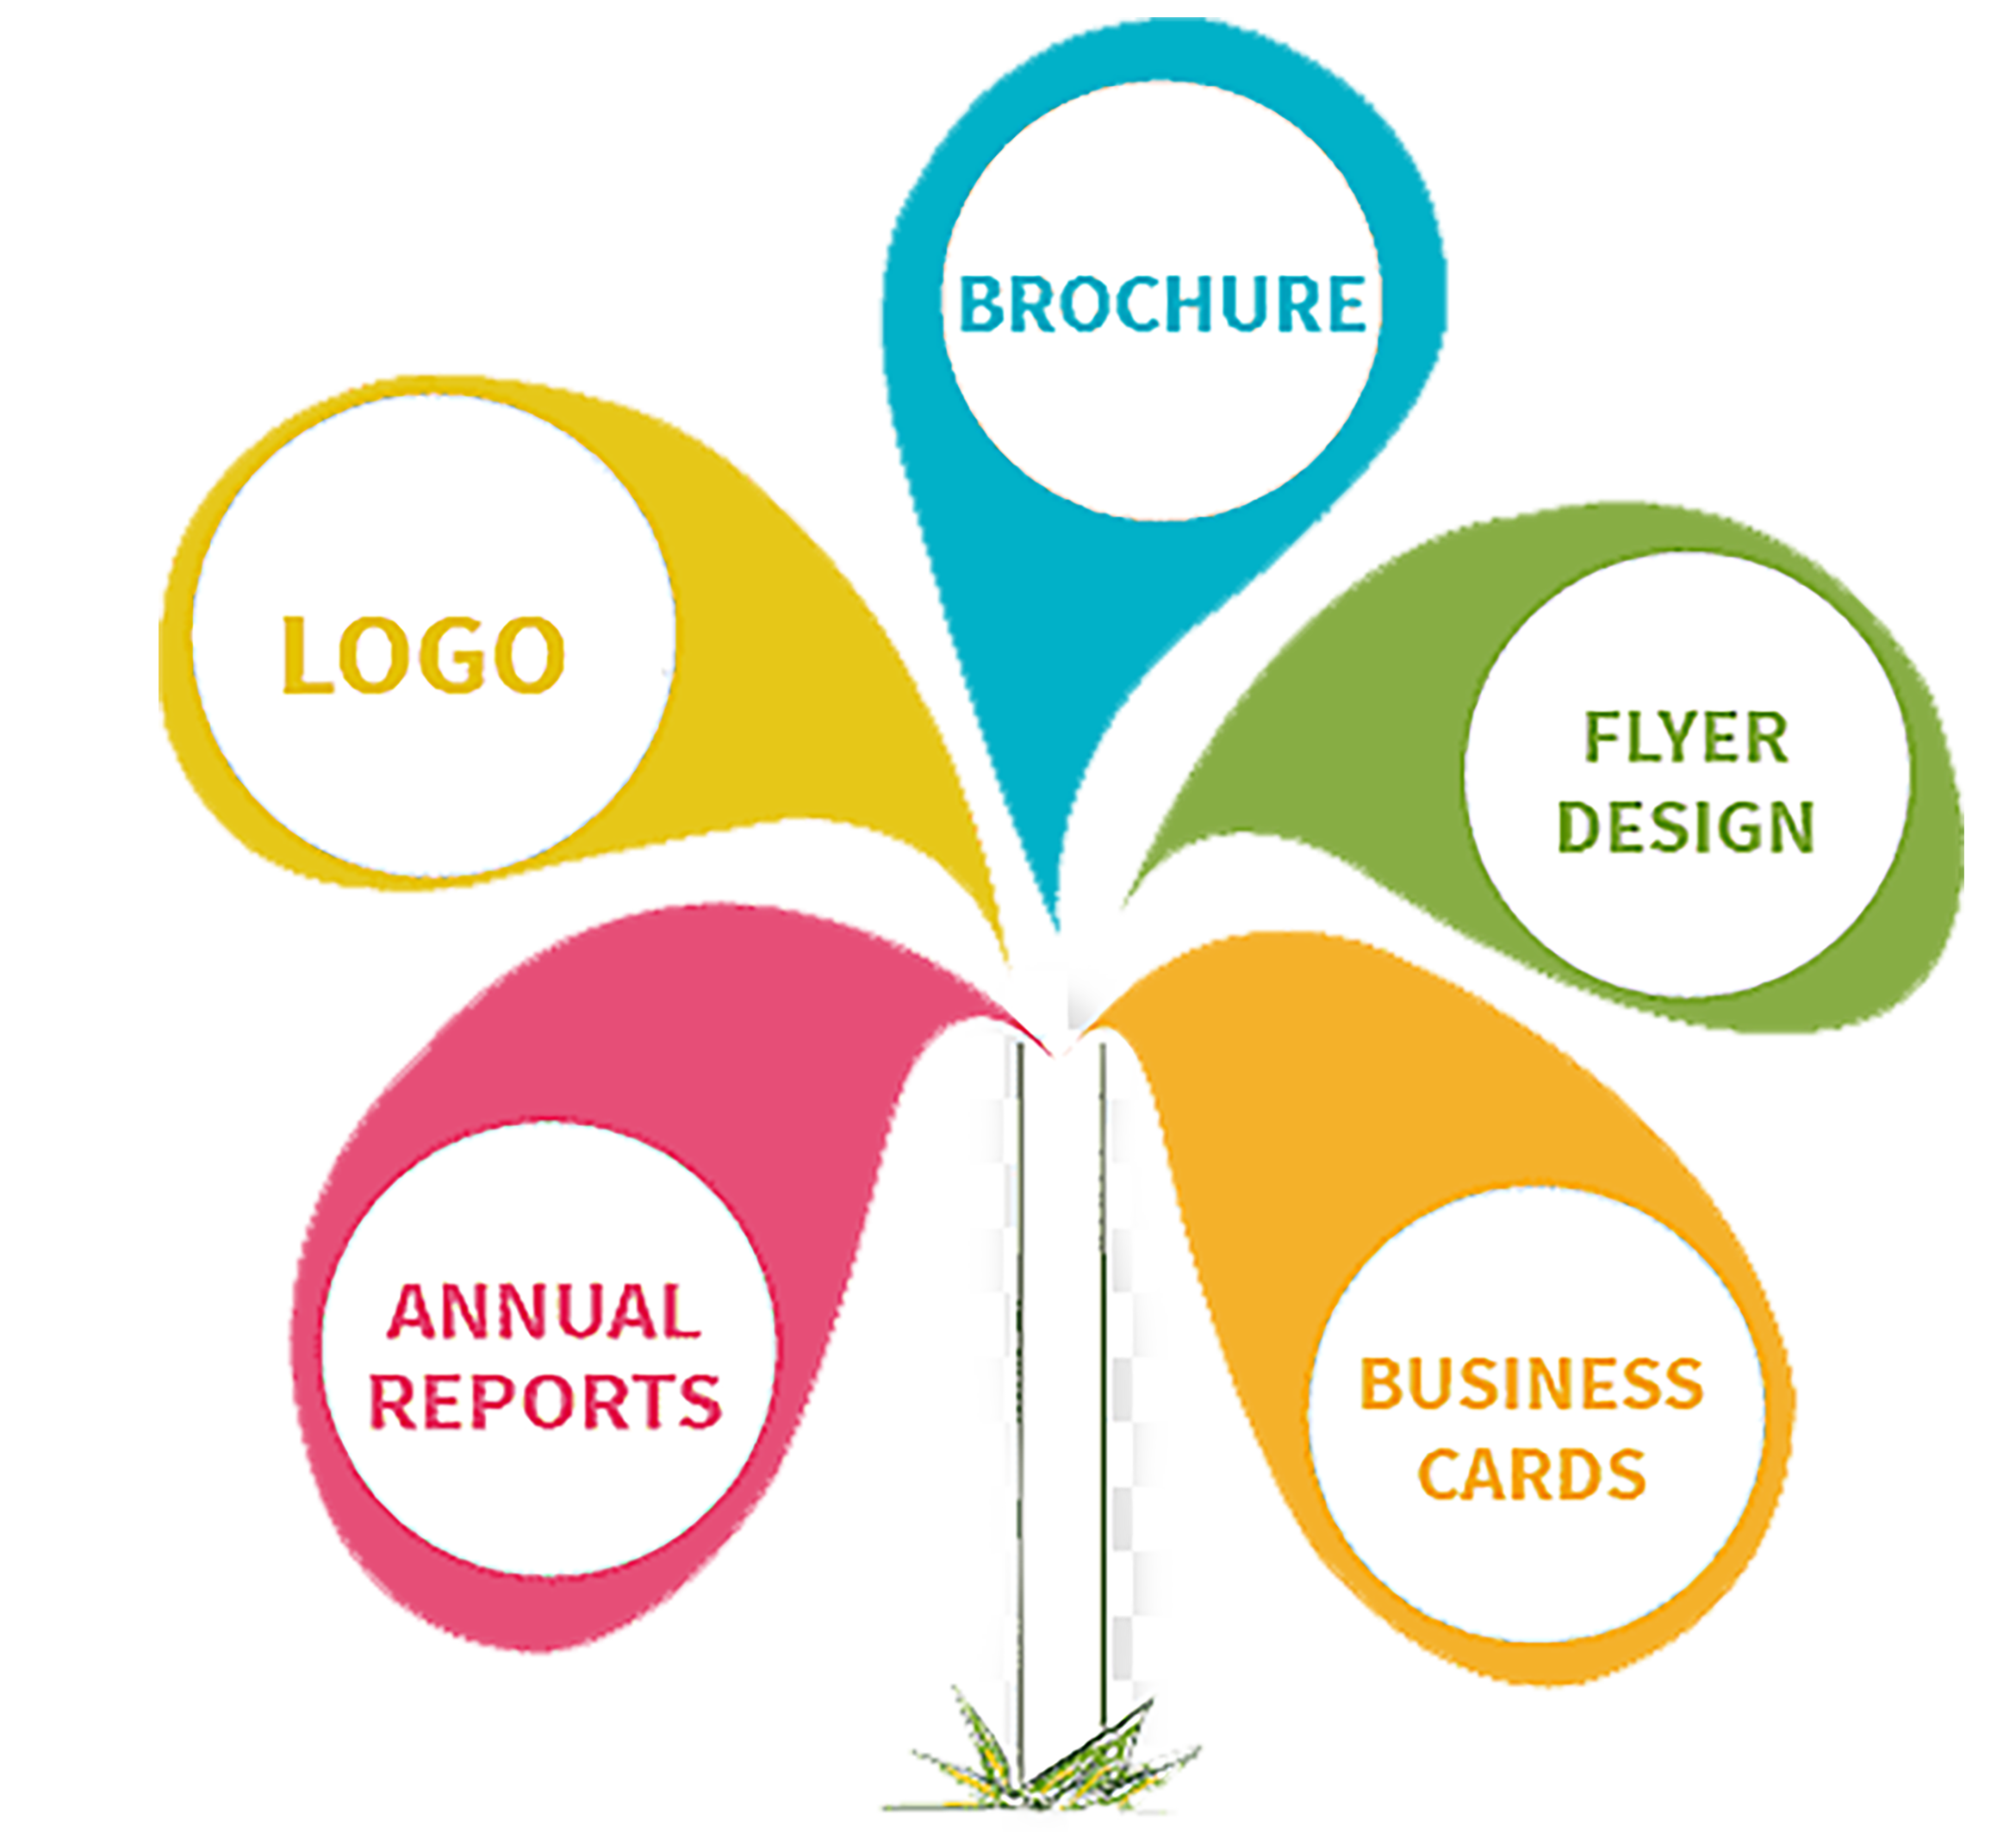 BROCHURE
LOGO
FLYER
DESIGN
ANNUAL
REPORTS
BUSINESS
CARDS